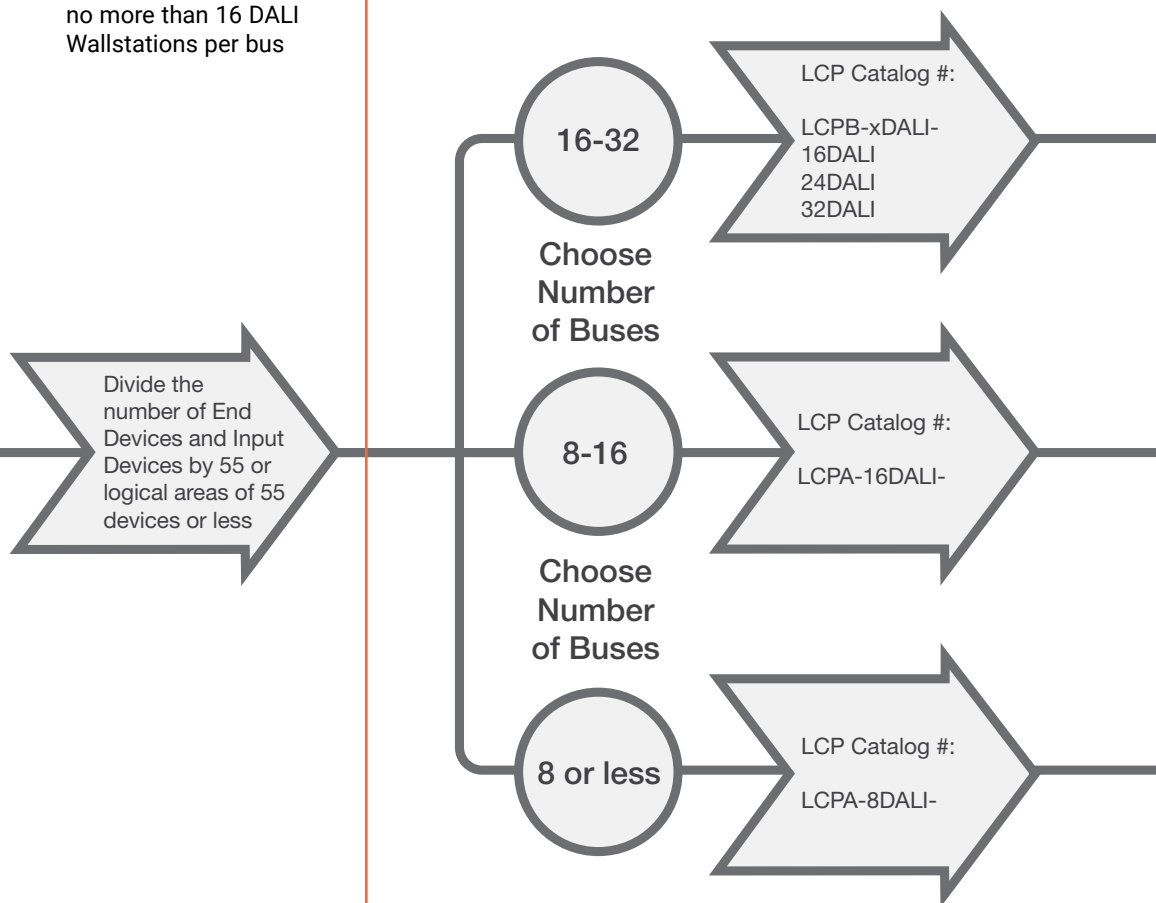 no more than 16 DALI
Wallstations per bus
Divide the
number of End
Devices and Input
Devices by 55 or
logical areas of 55
devices or less
16-32
Choose
Number
of Buses
8-16
Choose
Number
of Buses
8 or less
LCP Catalog #:
LCPB-xDALI-
16DALI
24DALI
32DALI
LCP Catalog #:
LCPA-16DALI-
LCP Catalog #:
LCPA-8DALI-